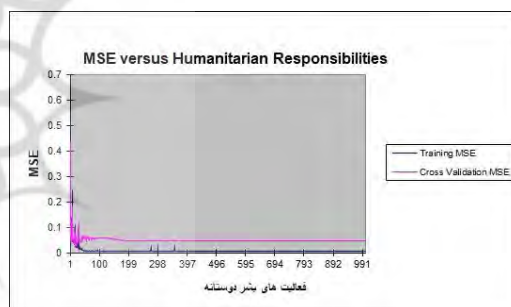 MSE versus Humanitarian Responsibilities
MSE
0.7
0.6
0.5
0.4
0.3
0.2
0.1
0
1 100 199 298 397 496 595 694 793 892 991
فعالیت های بشر دوستانه
Training MSE
Cross Validation MSE